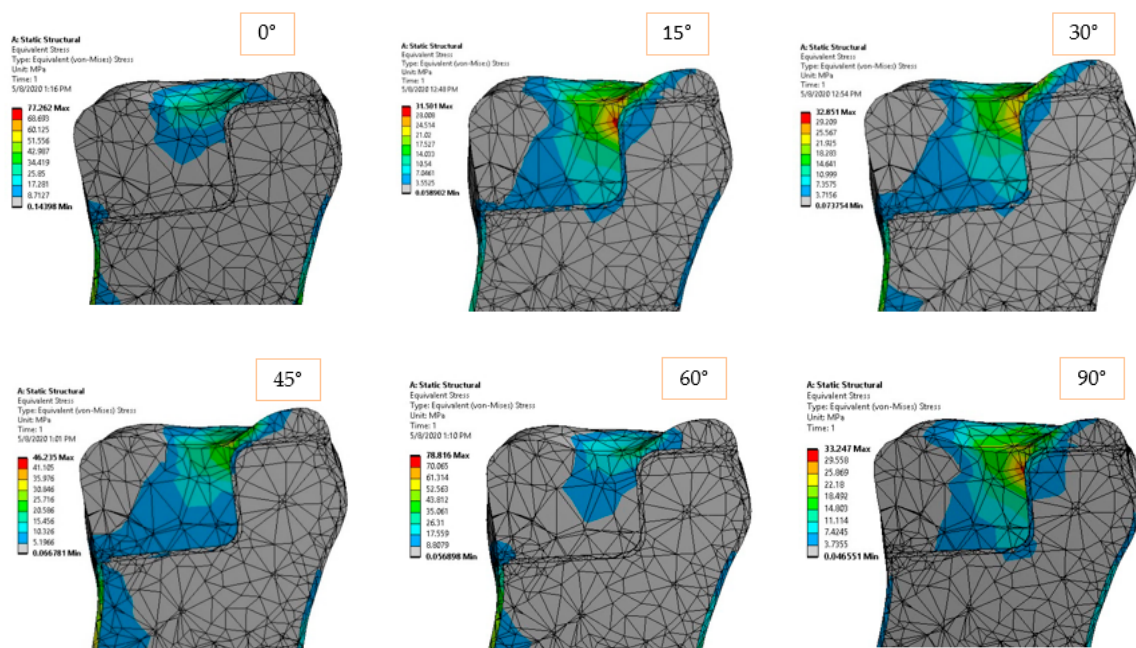 0°
A: Static Structural
Equivalent Stress
Type: Equivalent (von-Mises) Stress
Unit: MPa
Time: 1
5/8/2020 1:16 PM
77.262 Max
68.693
60.125
51.556
42.987
34.419
25.85
17.281
8.7127
0.14398 Min
15°
A: Static Structural
Equivalent Stress
Type: Equivalent (von-Mises) Stress
Unit: MPa
Time: 1
5/8/2020 12:48 PM
31.501 Max
28.008
24.514
21.02
17.527
14.033
10.54
7.0461
3.5525
0.058902 Min
30°
A: Static Structural
Equivalent Stress
Type: Equivalent (von-Mises) Stress
Unit: MPa
Time: 1
5/8/2020 12:54 PM
32.851 Max
29.209
25.567
21.925
18.283
14.641
10.999
7.3575
3.7156
0.073754 Min
45°
A: Static Structural
Equivalent Stress
Type: Equivalent (von-Mises) Stress
Unit: MPa
Time: 1
5/8/2020 1:01 PM
46.235 Max
41.105
35.976
30.846
25.716
20.586
15.456
10.326
5.1966
0.066781 Min
60°
A: Static Structural
Equivalent Stress
Type: Equivalent (von-Mises) Stress
Unit: MPa
Time: 1
5/8/2020 1:10 PM
78.816 Max
70.065
61.314
52.563
43.812
35.061
26.31
17.559
8.8079
0.056898 Min
90°
A: Static Structural
Equivalent Stress
Type: Equivalent (von-Mises) Stress
Unit: MPa
Time: 1
33.247 Max
29.558
25.869
22.18
18.492
14.803
11.114
7.4245
3.7355
0.046551 Min